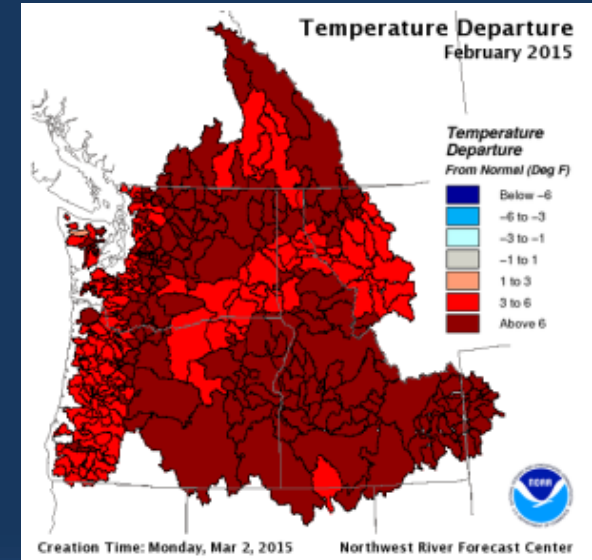 Temperature Departure
February 2015
Temperature
Departure
From Normal (Deg F)
Below -6
-6 to -3
-3 to -1
-1 to 1
1 to 3
3 to 6
Above 6
NOAA
Creation Time: Monday, Mar 2, 2015 Northwest River Forecast Center